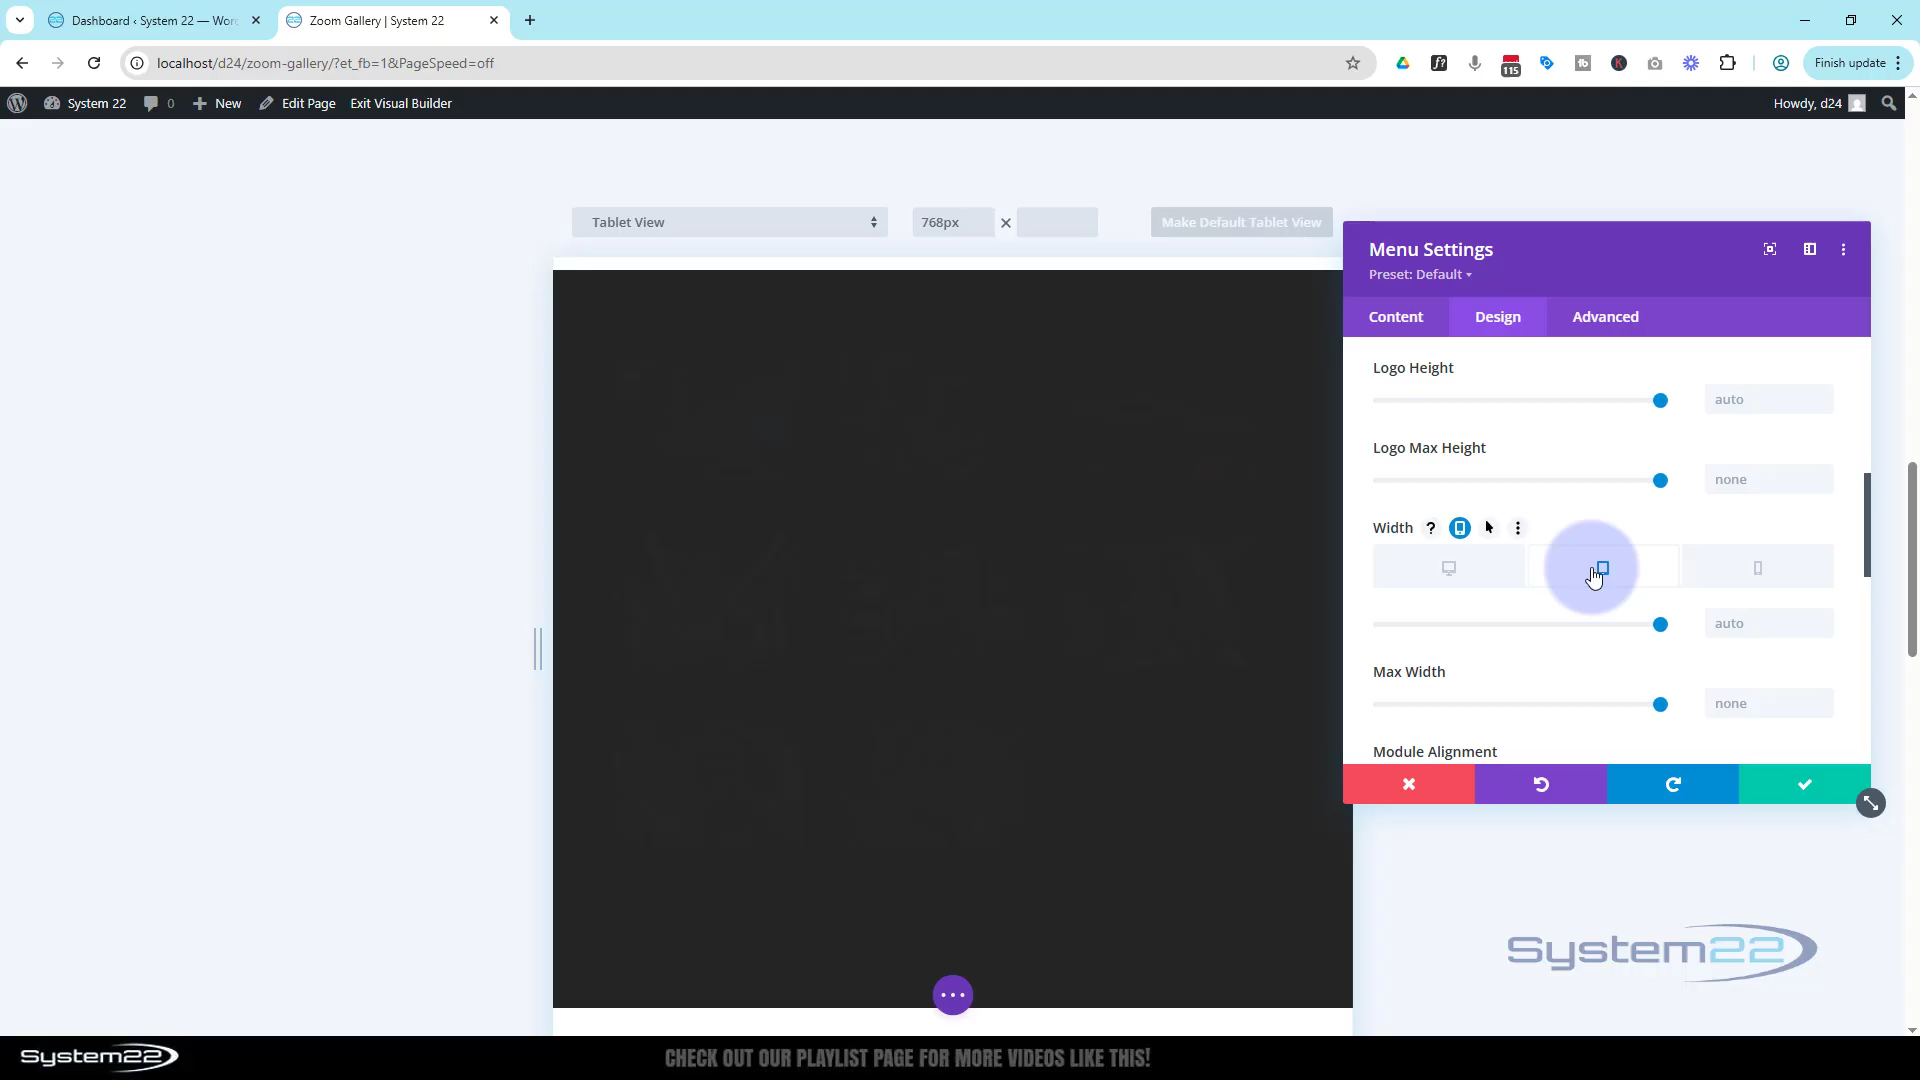 Dashboard ‹ System 22 — Wor
Zoom Gallery | System 22
localhost/d24/zoom-gallery/?et_fb=1&PageSpeed=off
115
Finish update
System 22
0
New
Edit Page
Exit Visual Builder
Howdy, d24
Tablet View
768px
Make Default Tablet View
Menu Settings
Preset: Default
Content
Design
Advanced
Logo Height
auto
Logo Max Height
none
Width
auto
Max Width
none
Module Alignment
System22
System22
CHECK OUT OUR PLAYLIST PAGE FOR MORE VIDEOS LIKE THIS!